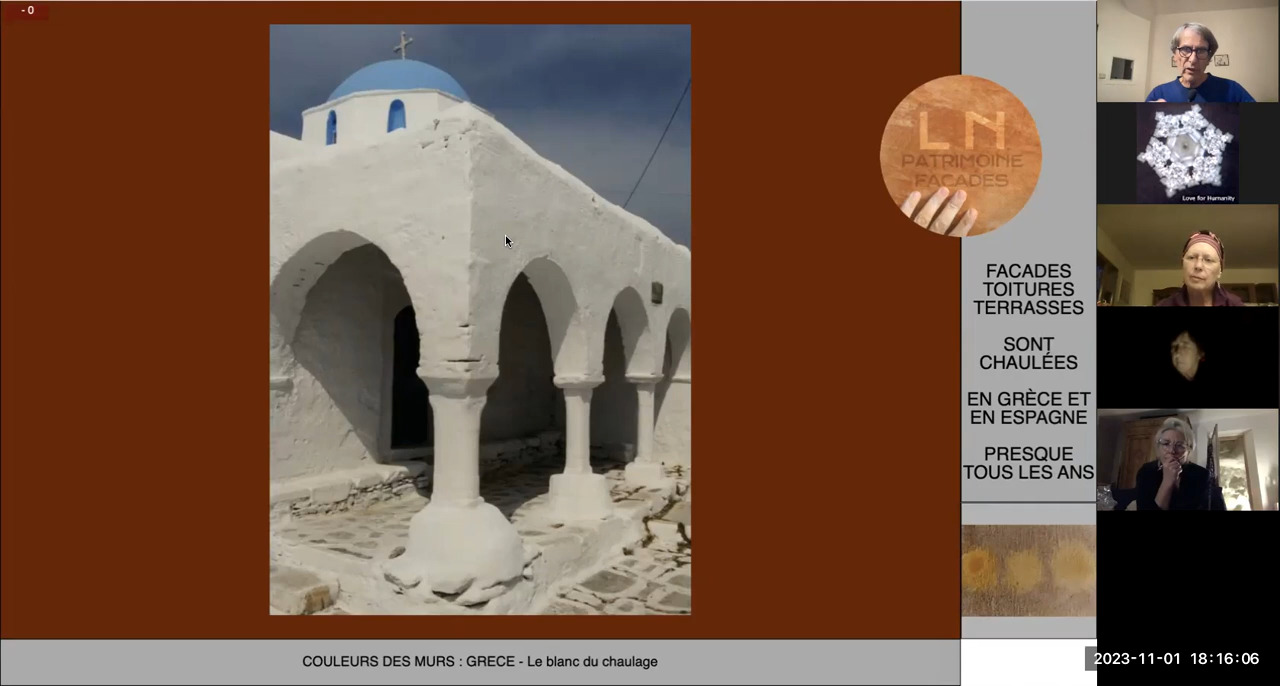 - 0
LN
PATRIMOINE
FACADES
FACADES
TOITURES
TERRASSES
SONT
CHAULÉES
EN GRÈCE ET
EN ESPAGNE
PRESQUE
TOUS LES ANS
COULEURS DES MURS : GRECE - Le blanc du chaulage
Love for Humanity
2023-11-01 18:16:06